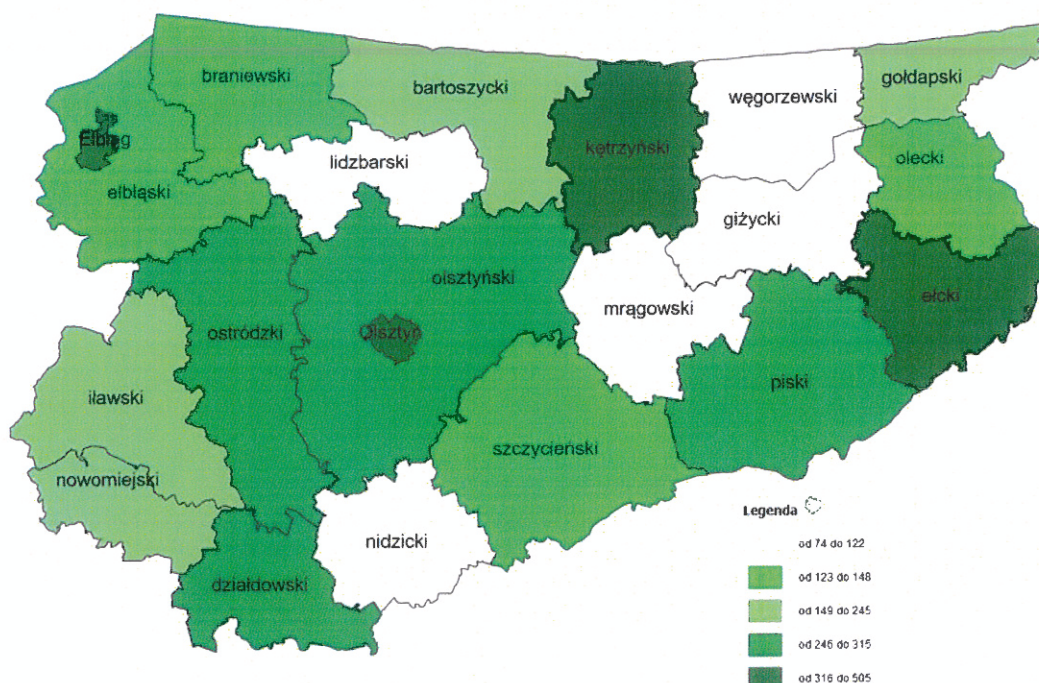 braniewski
bartoszycki
gołdapski
węgorzewski
Elbląg
kętrzyński
lidzbarski
olecki
elbląski
giżycki
olsztyński
ełcki
mrągowski
ostródzki
Olsztyn
piski
iławski
szczycieński
nowomiejski
nidzicki
działdowski
Legenda
od 74 do 122
od 123 do 148
od 149 do 245
od 246 do 315
od 316 do 505